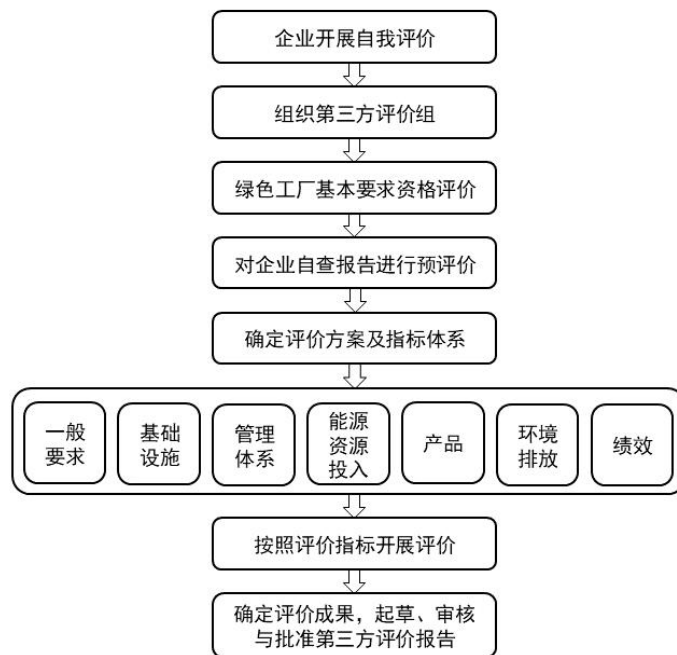 企业开展自我评价
组织第三方评价组
绿色工厂基本要求资格评价
对企业自查报告进行预评价
确定评价方案及指标体系
一般
要求
基础
设施
管理
体系
能源
资源
投入
产品
环境
排放
绩效
按照评价指标开展评价
确定评价成果，起草、审核
与批准第三方评价报告